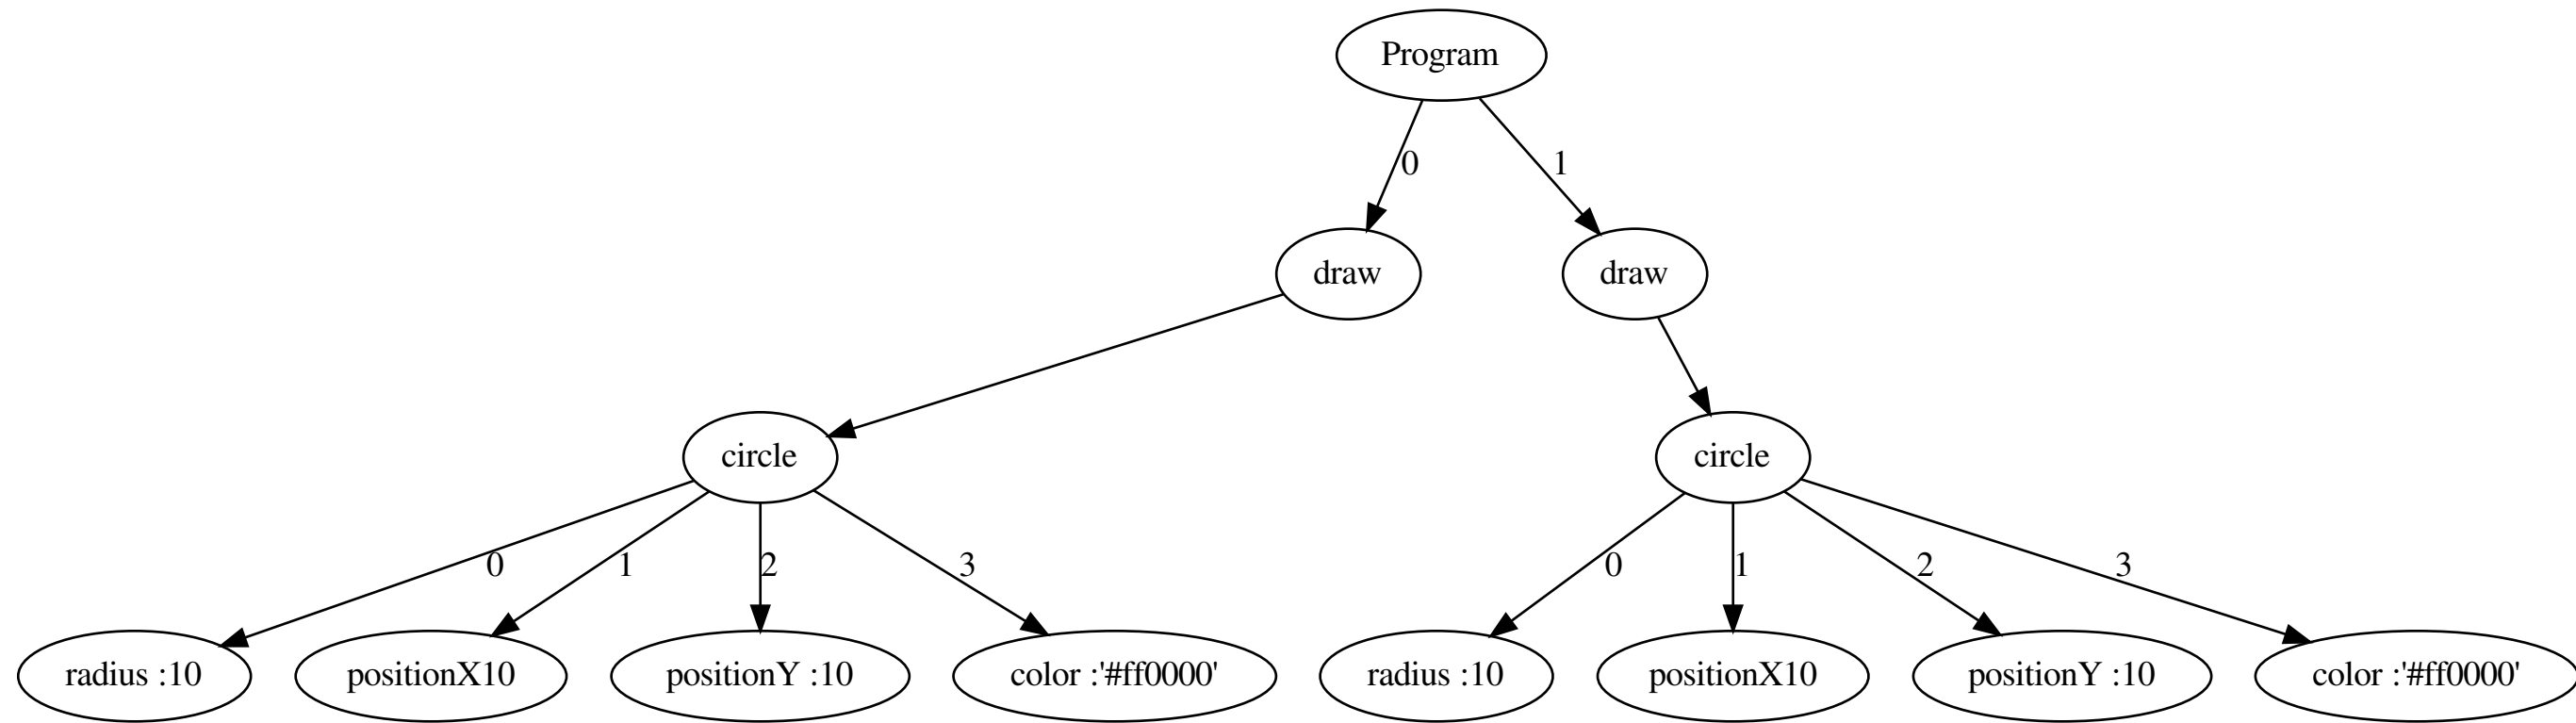 Program
0
1
draw
draw
circle
circle
0
1
2
3
0
1
2
3
radius :10
positionX10
positionY :10
color :'#ff0000'
radius :10
positionX10
positionY :10
color :'#ff0000'